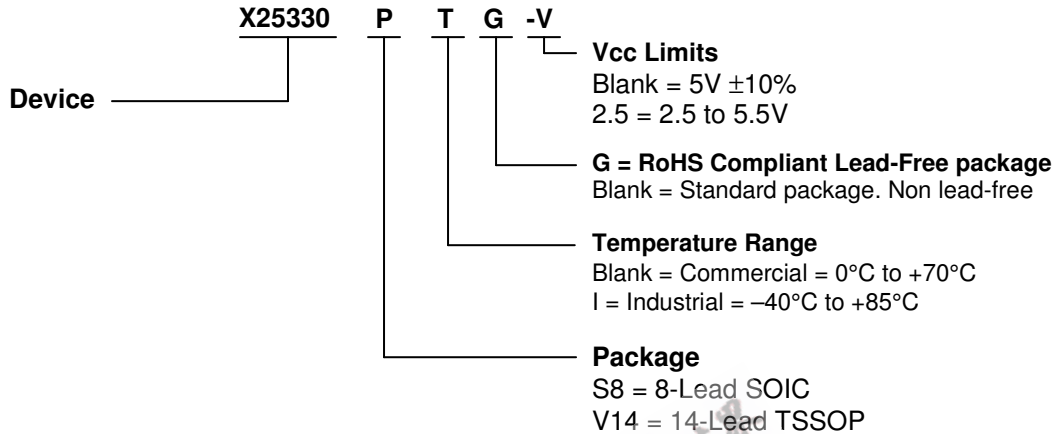 X25330 P T G -V
Device
Vcc Limits
Blank = 5V ±10%
2.5 = 2.5 to 5.5V
G = RoHS Compliant Lead-Free package
Blank = Standard package. Non lead-free
Temperature Range
Blank = Commercial = 0°C to +70°C
I = Industrial = –40°C to +85°C
Package
S8 = 8-Lead SOIC
V14 = 14-Lead TSSOP